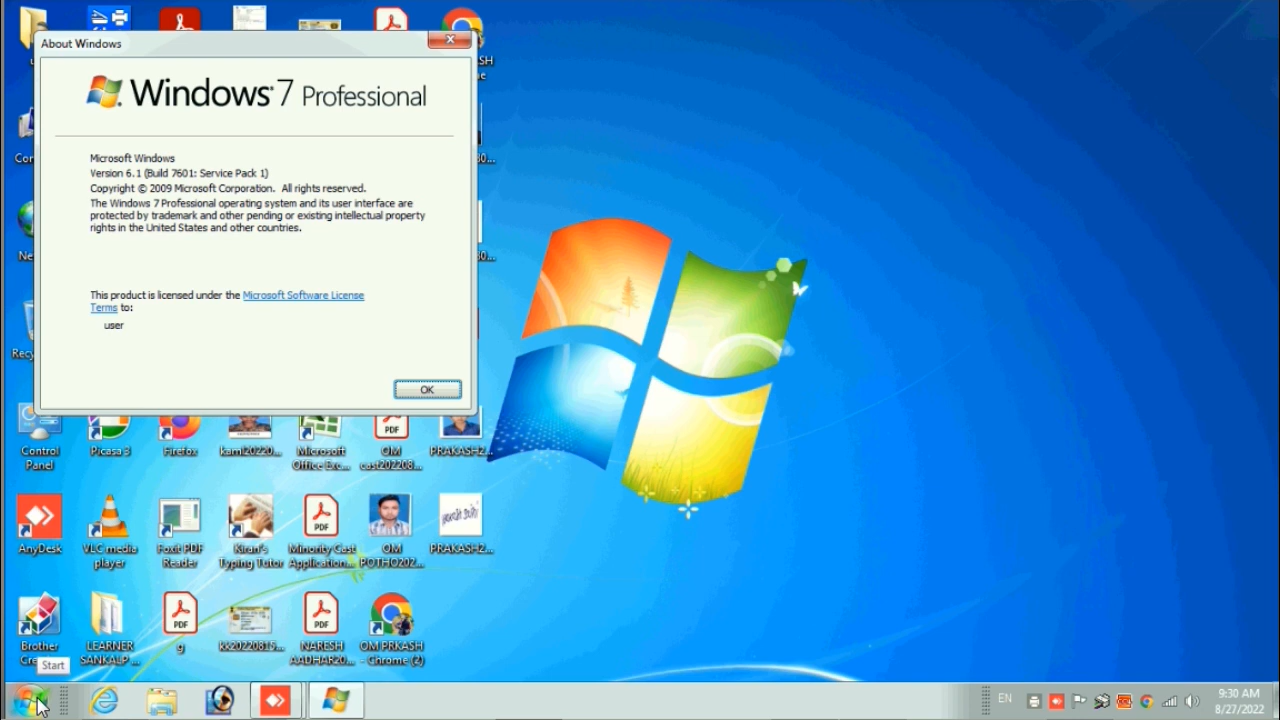 About Windows
Windows 7 Professional
Microsoft Windows
Version 6.1 (Build 7601: Service Pack 1)
Copyright © 2009 Microsoft Corporation. All rights reserved.
The Windows 7 Professional operating system and its user interface are
protected by trademark and other pending or existing intellectual property
rights in the United States and other countries.
This product is licensed under the Microsoft Software License
Terms to:
user
OK
Control
Panel
Picasa 3
Firefox
Microsoft
Office Exc...
OM
cast202208...
PRAKASH2...
AnyDesk
VLC media
player
Foxit PDF
Reader
Kiran's
Typing Tutor
PDF
Minority Cast
Application...
OM
POTHO202...
PRAKASH2...
Brother
LEARNER
SANKALP ...
PDF
g
kk20220815...
PDF
NARESH
AADHAR20...
OM PRKASH
- Chrome (2)
Start
EN
9:30 AM
8/27/2022